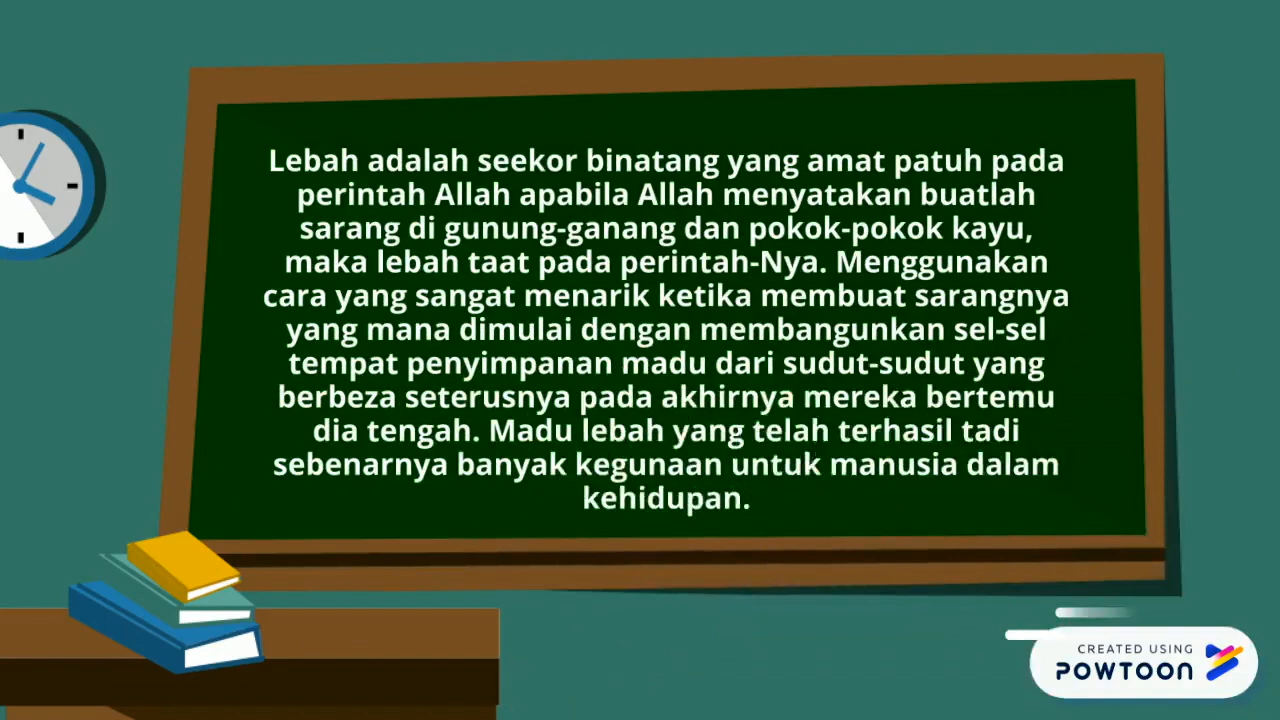 Lebah adalah seekor binatang yang amat patuh pada
perintah Allah apabila Allah menyatakan buatlah
sarang di gunung-ganang dan pokok-pokok kayu,
maka lebah taat pada perintah-Nya. Menggunakan
cara yang sangat menarik ketika membuat sarangnya
yang mana dimulai dengan membangunkan sel-sel
tempat penyimpanan madu dari sudut-sudut yang
berbeza seterusnya pada akhirnya mereka bertemu
dia tengah. Madu lebah yang telah terhasil tadi
sebenarnya banyak kegunaan untuk manusia dalam
kehidupan.
CREATED USING
POWTOON